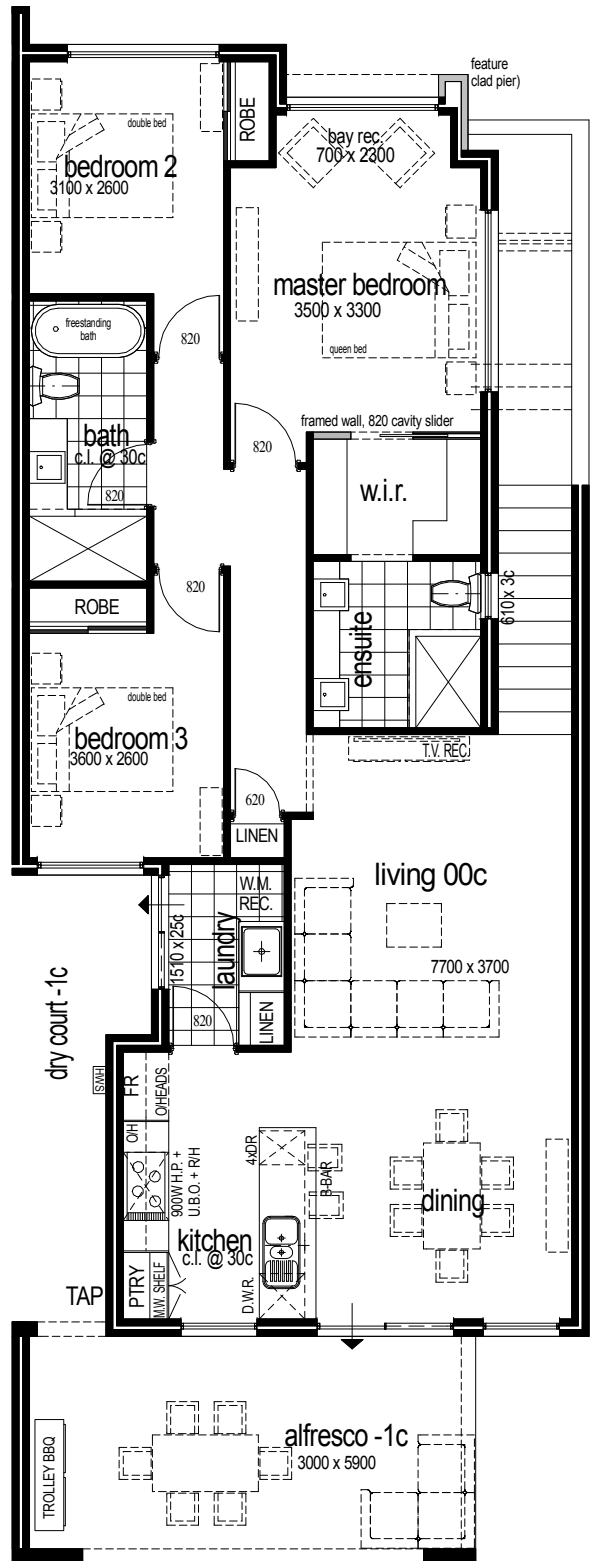 feature
clad pier)
ROBE
double bed
bedroom 2
3100 x 2600
bay rec.
700 x 2300
master bedroom
3500 x 3300
queen bed
freestanding
bath
820
bath
c.l. @ 30c
820
framed wall, 820 cavity slider
820
w.i.r.
820
ROBE
ensuite
610 x 3c
double bed
bedroom 3
3600 x 2600
T.V. REC
620
LINEN
living 00c
7700 x 3700
W.M.
REC.
laundry
1510 x 25c
LINEN
820
dry court -1c
HWS
FR
O/HEADS
O/H
900W H.P. +
U.B.O. + R/H
4xDR
B-BAR
dining
kitchen
c.l. @ 30c
PTRY
M.W. SHELF
D.W.R.
TAP
alfresco -1c
3000 x 5900
TROLLEY BBQ